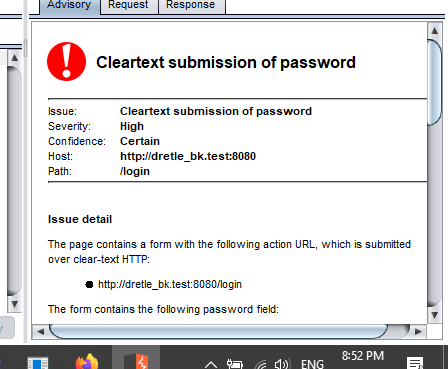 Advisory Request Response
Cleartext submission of password
Issue: Cleartext submission of password
Severity: High
Confidence: Certain
Host: http://dretle_bk.test:8080
Path: /login
Issue detail
The page contains a form with the following action URL, which is submitted
over clear-text HTTP:
http://dretle_bk.test:8080/login
The form contains the following password field:
ENG 8:52 PM